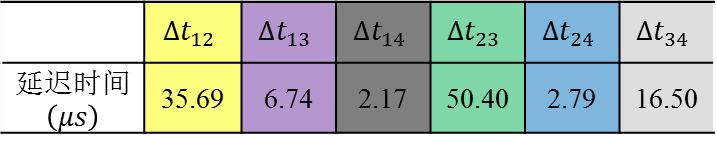 Δt₁₂ Δt₁₃ Δt₁₄ Δt₂₃ Δt₂₄ Δt₃₄
延迟时间 (μs) 35.69 6.74 2.17 50.40 2.79 16.50